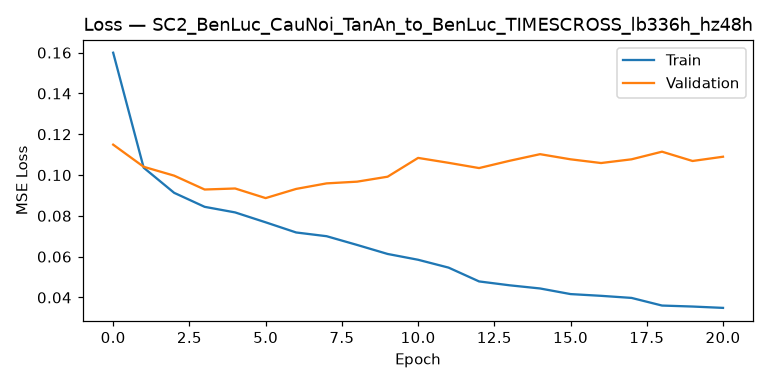 Loss — SC2_BenLuc_CauNoi_TanAn_to_BenLuc_TIMESCROSS_lb336h_hz48h
Train
Validation
0.16
0.14
0.12
0.10
0.08
0.06
0.04
MSE Loss
0.0 2.5 5.0 7.5 10.0 12.5 15.0 17.5 20.0
Epoch